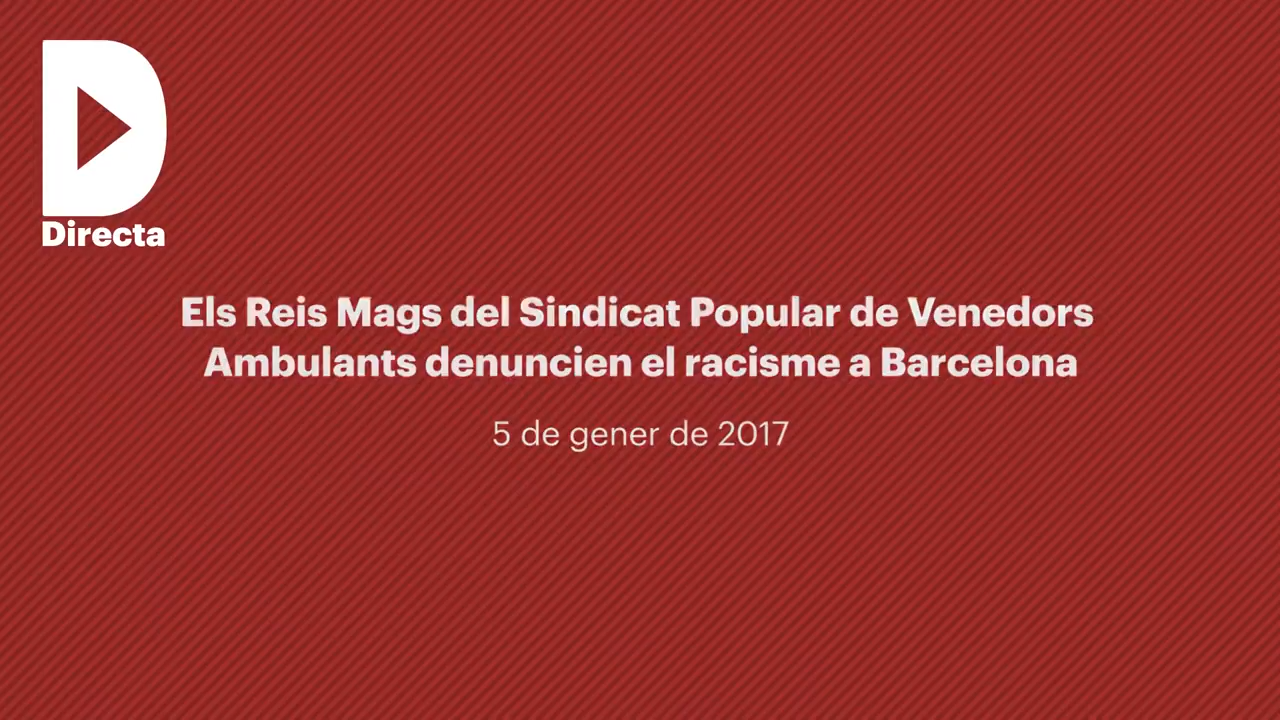 Directa
Els Reis Mags del Sindicat Popular de Venedors
Ambulants denuncien el racisme a Barcelona
5 de gener de 2017